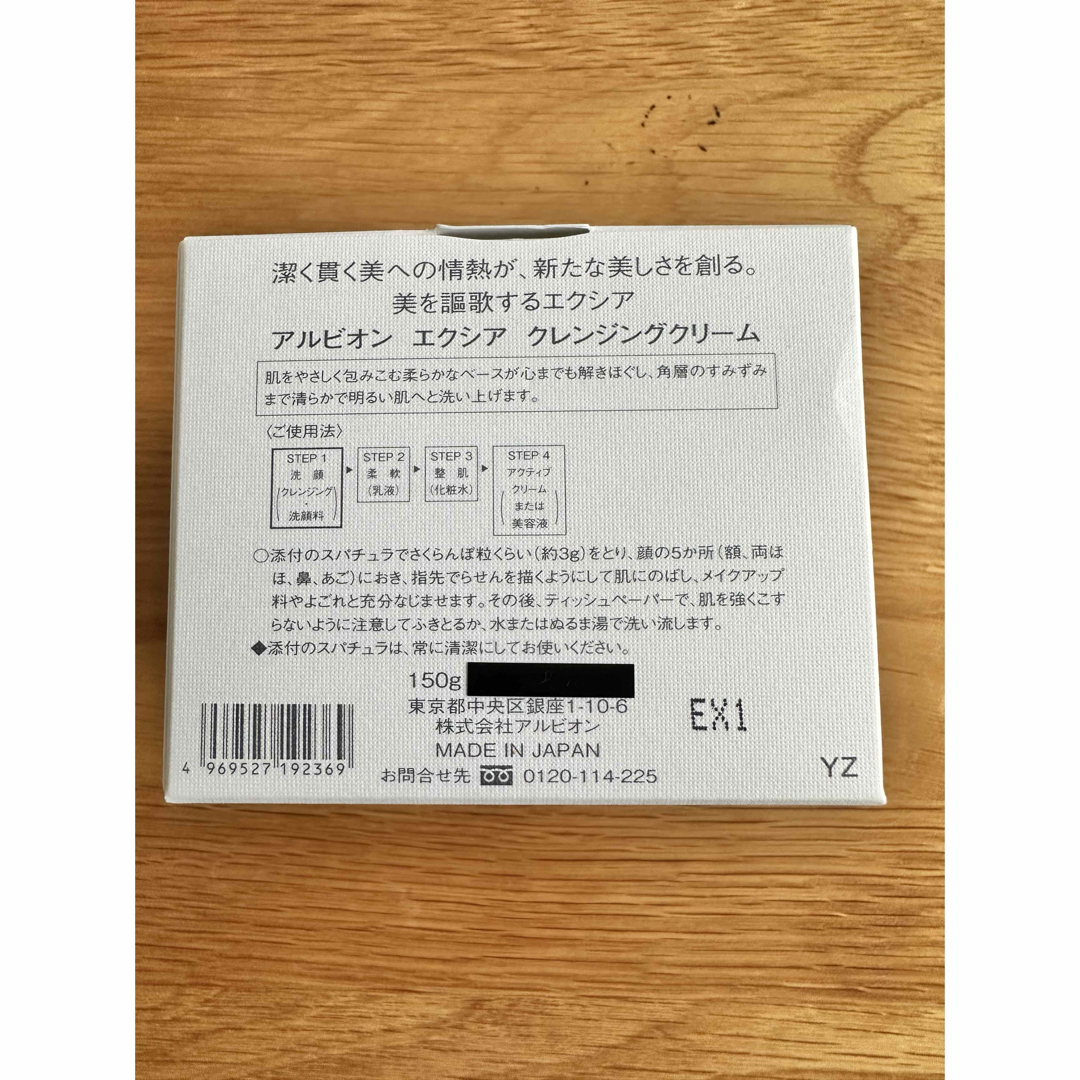 潔く貫く美への情熱が、新たな美しさを創る。
美を謳歌するエクシア
アルビオン エクシア クレンジングクリーム
肌をやさしく包みこむ柔らかなベースが心までも解きほぐし、角層のすみずみ
まで清らかで明るい肌へと洗い上げます。
〈ご使用法〉
STEP 1
洗 顔
(クレンジング
・
洗顔料)
STEP 2
柔 軟
(乳液)
STEP 3
整 肌
(化粧水)
STEP 4
アクティブ
(クリーム
または
美容液)
○添付のスパチュラでさくらんぼ粒くらい(約3g)をとり、顔の5か所(額、両ほ
ほ、鼻、あご)におき、指先でらせんを描くようにして肌にのばし、メイクアップ
料やよごれと充分なじませます。その後、ティッシュペーパーで、肌を強くこす
らないように注意してふきとるか、水またはぬるま湯で洗い流します。
◆添付のスパチュラは、常に清潔にしてお使いください。
150g
東京都中央区銀座1-10-6
株式会社アルビオン
MADE IN JAPAN
お問合せ先 0120-114-225
4 969527 192369
EX1
YZ